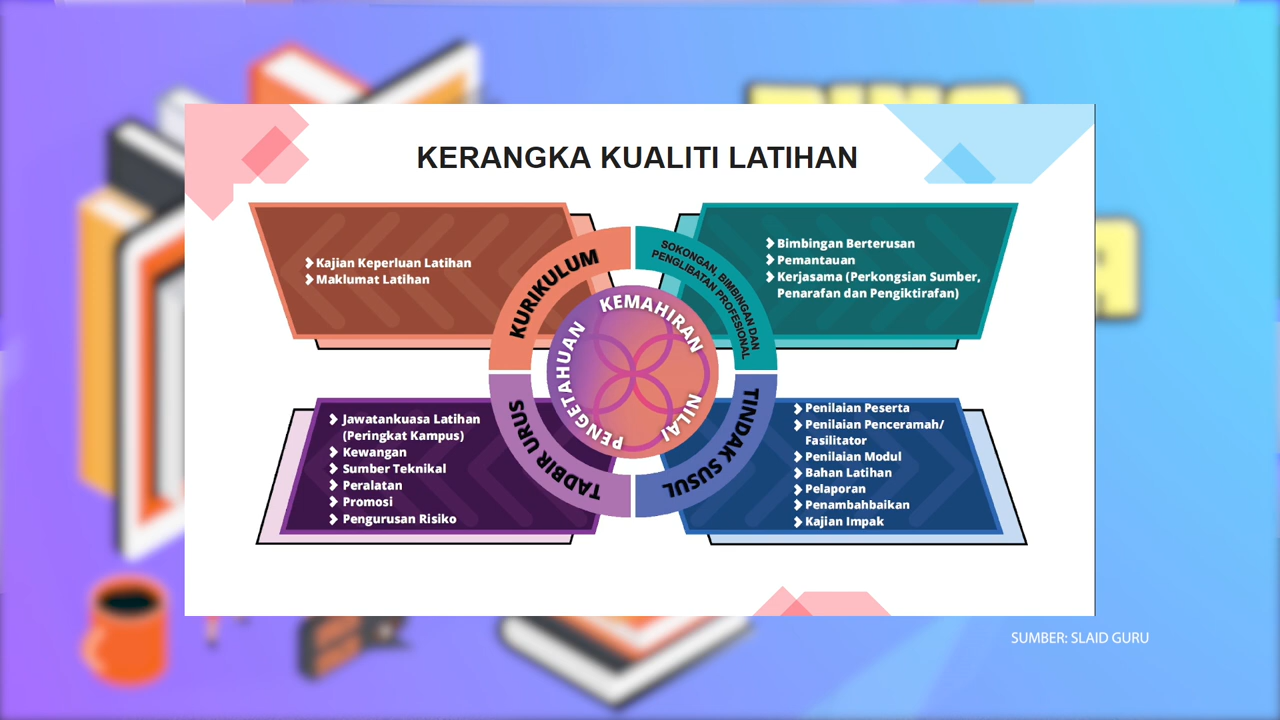 KERANGKA KUALITI LATIHAN
KURIKULUM
Kajian Keperluan Latihan
Maklumat Latihan
SOKONGAN, BIMBINGAN DAN
PENGLIBATAN PROFESIONAL
Bimbingan Berterusan
Pemantauan
Kerjasama (Perkongsian Sumber,
Penarafan dan Pengiktirafan)
PENGETAHUAN
KEMAHIRAN
NILAI
TADBIR URUS
Jawatankuasa Latihan
(Peringkat Kampus)
Kewangan
Sumber Teknikal
Peralatan
Promosi
Pengurusan Risiko
TINDAK SUSUL
Penilaian Peserta
Penilaian Penceramah/
Fasilitator
Penilaian Modul
Bahan Latihan
Pelaporan
Penambahbaikan
Kajian Impak
SUMBER: SLAID GURU